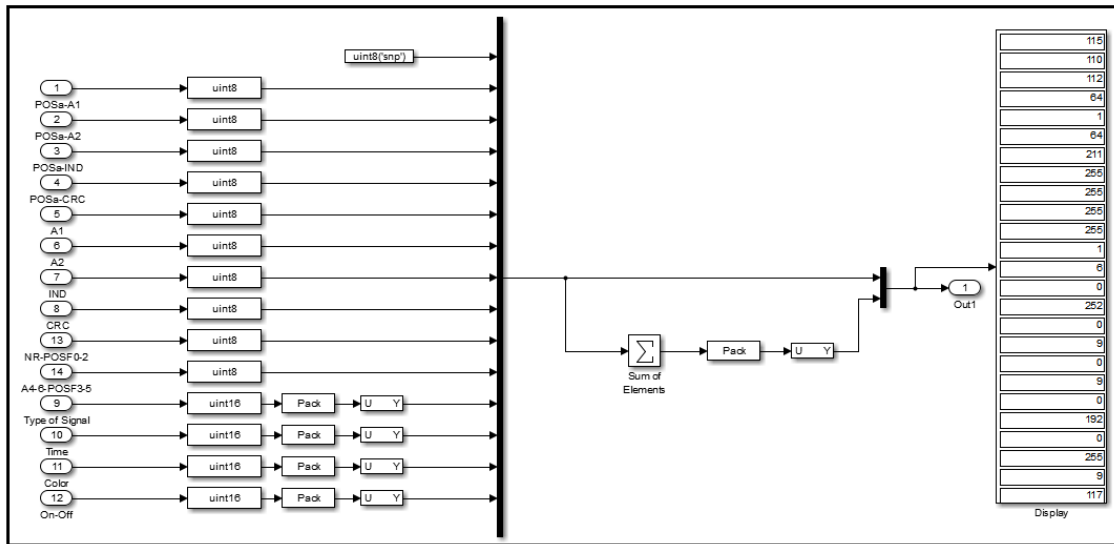 uint8('snp')
1 uint8
POSa-A1
2 uint8
POSa-A2
3 uint8
POSa-IND
4 uint8
POSa-CRC
5 uint8
A1
6 uint8
A2
7 uint8
IND
8 uint8
CRC
13 uint8
NR-POSF0-2
14 uint8
A4-6-POSF3-5
9 uint16 Pack U Y
Type of Signal
10 uint16 Pack U Y
Time
11 uint16 Pack U Y
Color
12 uint16 Pack U Y
On-Off
Σ Pack U Y
Sum of
Elements
1
Out1
115
110
112
64
1
64
211
255
255
255
255
1
6
0
252
0
9
0
9
0
192
0
255
9
117
Display